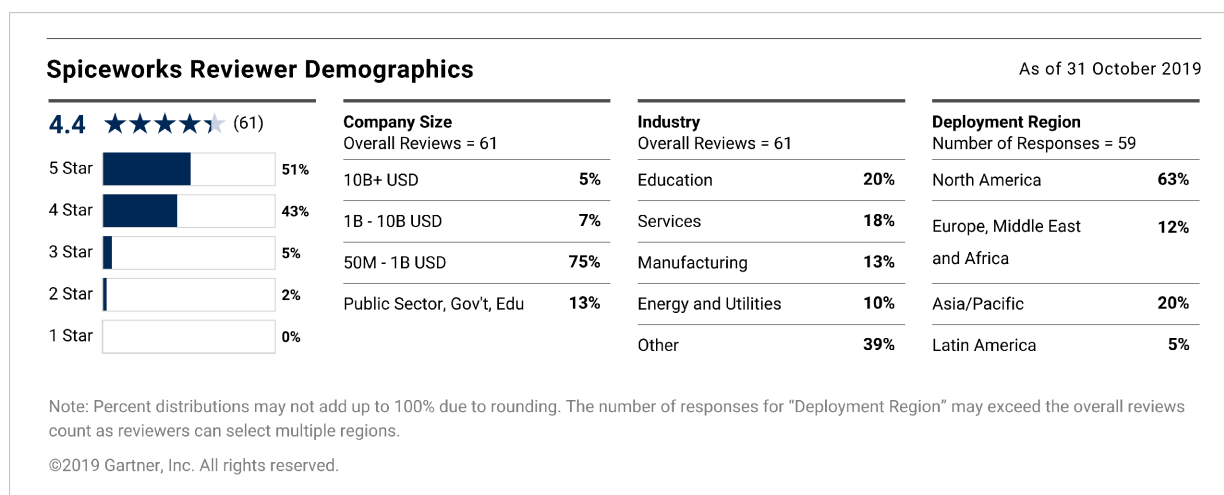 Spiceworks Reviewer Demographics
As of 31 October 2019
4.4 (61)
5 Star 51%
4 Star 43%
3 Star 5%
2 Star 2%
1 Star 0%
Company Size
Overall Reviews = 61
10B+ USD 5%
1B - 10B USD 7%
50M - 1B USD 75%
Public Sector, Gov't, Edu 13%
Industry
Overall Reviews = 61
Education 20%
Services 18%
Manufacturing 13%
Energy and Utilities 10%
Other 39%
Deployment Region
Number of Responses = 59
North America 63%
Europe, Middle East 12%
and Africa
Asia/Pacific 20%
Latin America 5%
Note: Percent distributions may not add up to 100% due to rounding. The number of responses for “Deployment Region” may exceed the overall reviews
count as reviewers can select multiple regions.
©2019 Gartner, Inc. All rights reserved.